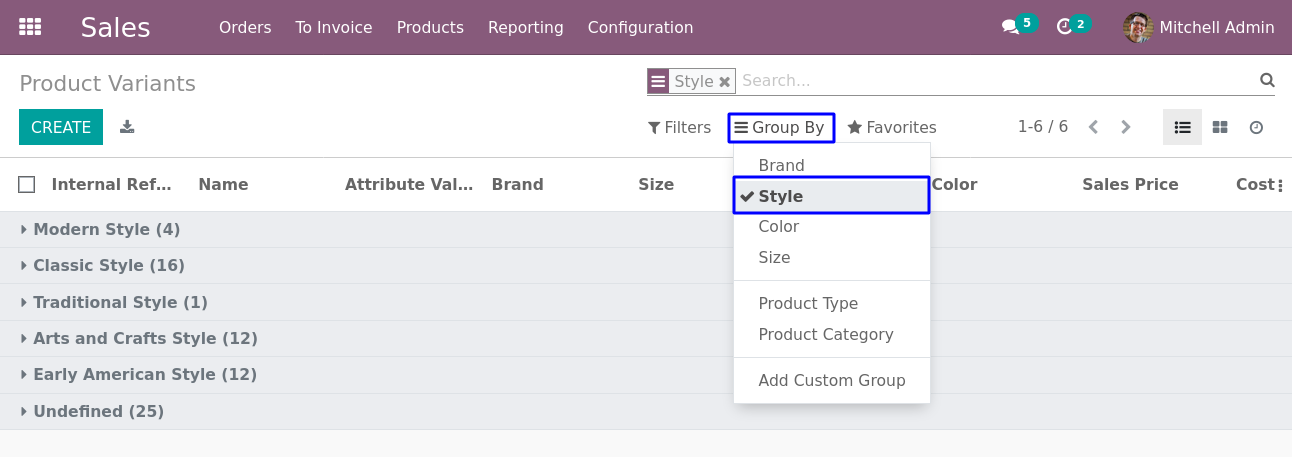 Sales Orders To Invoice Products Reporting Configuration 5 2 Mitchell Admin
Product Variants
Style Search...
CREATE
Filters Group By Favorites 1-6 / 6
Brand
Internal Ref... Name Attribute Val... Brand Size Color Sales Price Cost
Style
Color
Size
Product Type
Product Category
Add Custom Group
Modern Style (4)
Classic Style (16)
Traditional Style (1)
Arts and Crafts Style (12)
Early American Style (12)
Undefined (25)